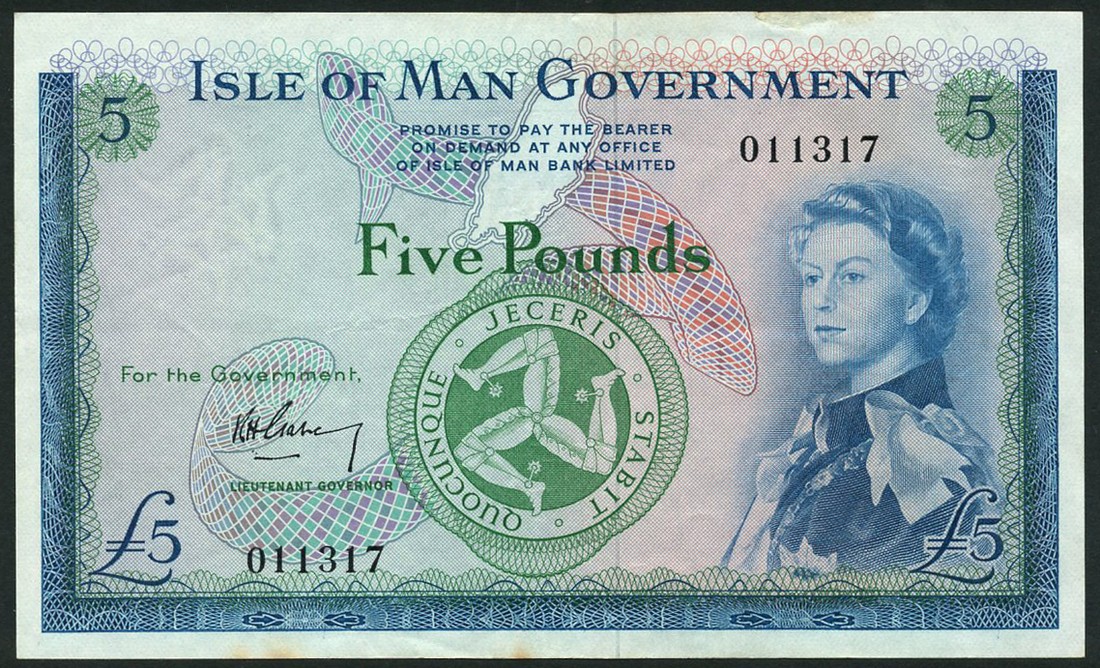 ISLE OF MAN GOVERNMENT
5
5
PROMISE TO PAY THE BEARER
ON DEMAND AT ANY OFFICE
OF ISLE OF MAN BANK LIMITED
011317
Five Pounds
QUOCUNQUE JECERIS STABIT
For the Government,
LIEUTENANT GOVERNOR
£5
011317
£5